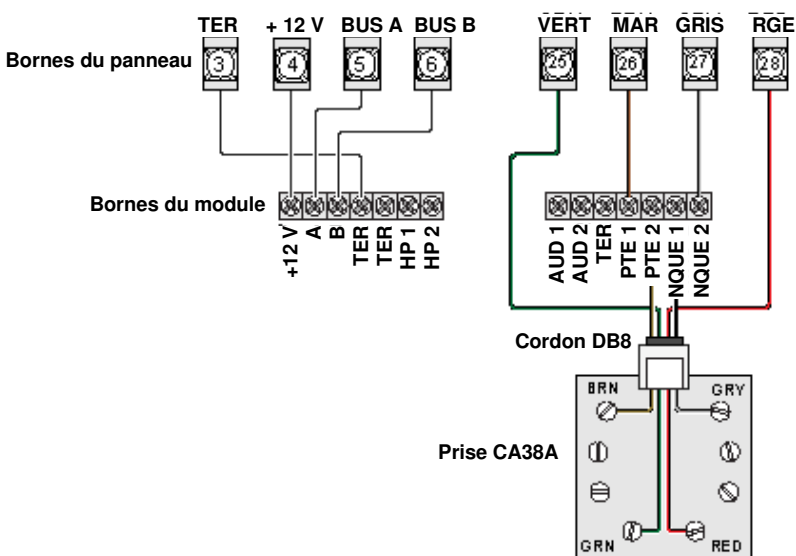 TER + 12 V BUS A BUS B VERT MAR GRIS RGE
Bornes du panneau 3 4 5 6 25 26 27 28
Bornes du module
+12 V A B TER TER HP 1 HP 2
AUD 1 AUD 2 TER PTE 1 PTE 2 NQUE 1 NQUE 2
Cordon DB8
BRN GRY
Prise CA38A
GRN RED